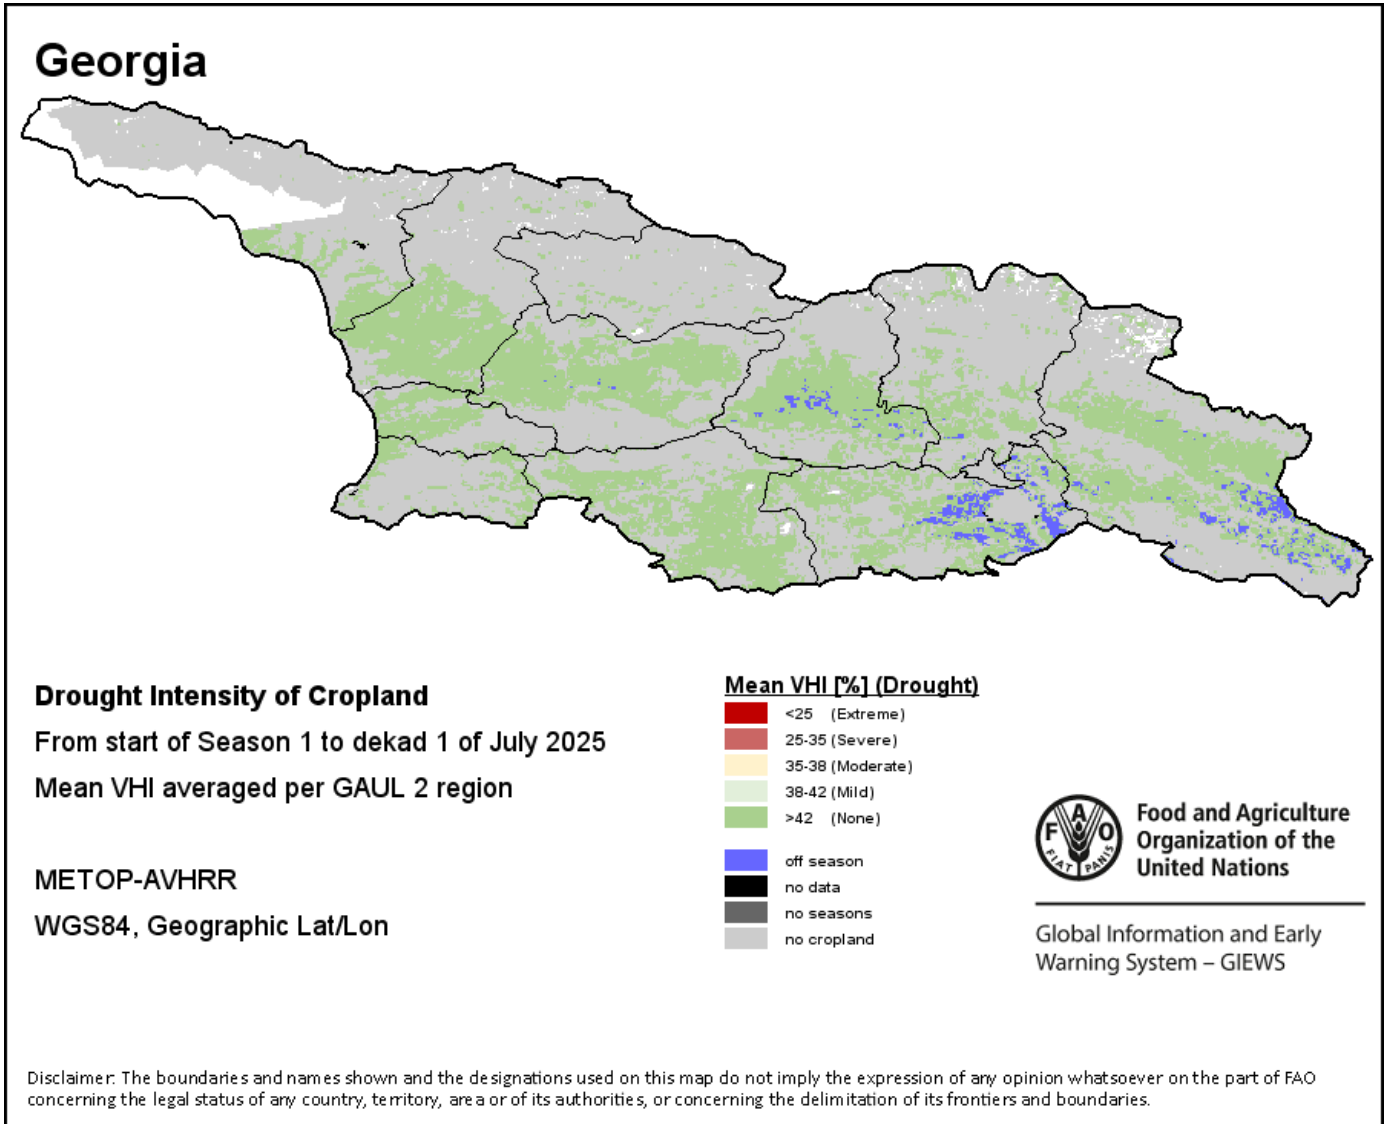 Georgia
Drought Intensity of Cropland
From start of Season 1 to dekad 1 of July 2025
Mean VHI averaged per GAUL 2 region
METOP-AVHRR
WGS84, Geographic Lat/Lon
Mean VHI [%] (Drought)
<25 (Extreme)
25-35 (Severe)
35-38 (Moderate)
38-42 (Mild)
>42 (None)
off season
no data
no seasons
no cropland
F A O
FIAT PANIS
Food and Agriculture
Organization of the
United Nations
Global Information and Early
Warning System – GIEWS
Disclaimer: The boundaries and names shown and the designations used on this map do not imply the expression of any opinion whatsoever on the part of FAO
concerning the legal status of any country, territory, area or of its authorities, or concerning the delimitation of its frontiers and boundaries.